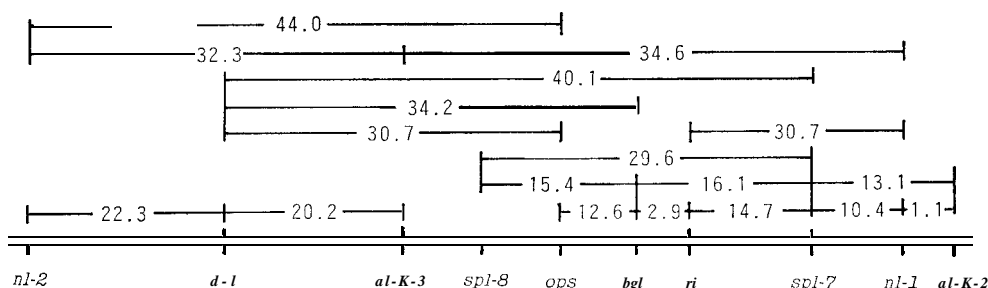 44.0
32.3 34.6
40.1
34.2
30.7 30.7
29.6
15.4 16.1 13.1
22.3 20.2 12.6 2.9 14.7 10.4 1.1
nl-2 d-l al-K-3 spl-8 ops bgl ri spl-7 nl-1 al-K-2